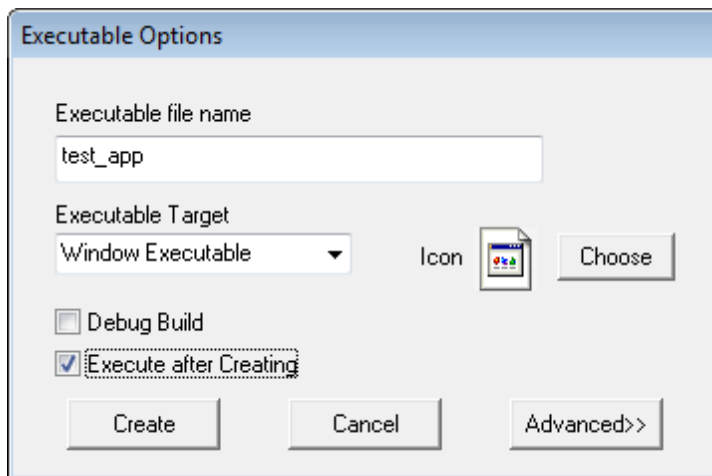 Executable Options
Executable file name
test_app
Executable Target
Window Executable
Icon
Choose
Debug Build
Execute after Creating
Create
Cancel
Advanced>>